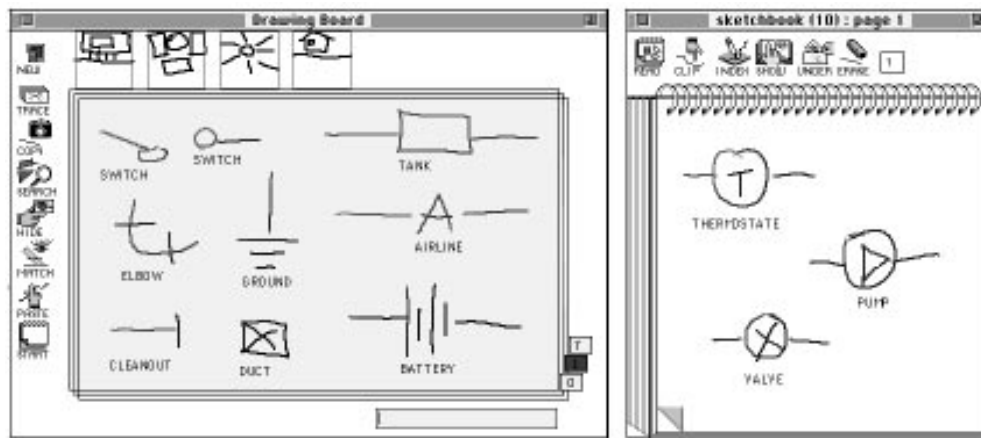 Drawing Board
NEW
TRACE
COPY
SEARCH
HIDE
MATCH
PASTE
START
SWITCH
SWITCH
TANK
ELBOW
GROUND
A
AIRLINE
CLEANOUT
DUCT
BATTERY
T
sketchbook (10) : page 1
READ CLIP INDEX SHOW UNDER ERASE 1
T
THERMOSTATE
PUMP
VALVE